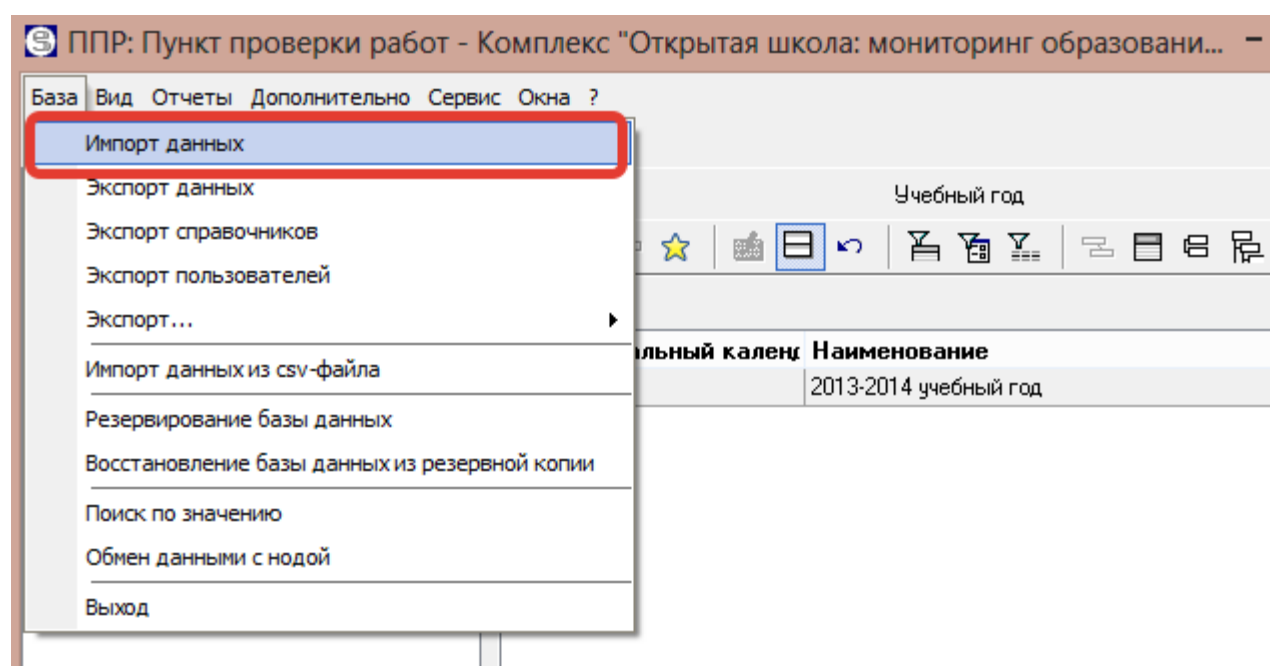 ППР: Пункт проверки работ - Комплекс "Открытая школа: мониторинг образовани...
База Вид Отчеты Дополнительно Сервис Окна ?
Импорт данных
Экспорт данных
Учебный год
Экспорт справочников
Экспорт пользователей
Экспорт...
льный календ Наименование
Импорт данных из csv-файла
2013-2014 учебный год
Резервирование базы данных
Восстановление базы данных из резервной копии
Поиск по значению
Обмен данными с нодой
Выход